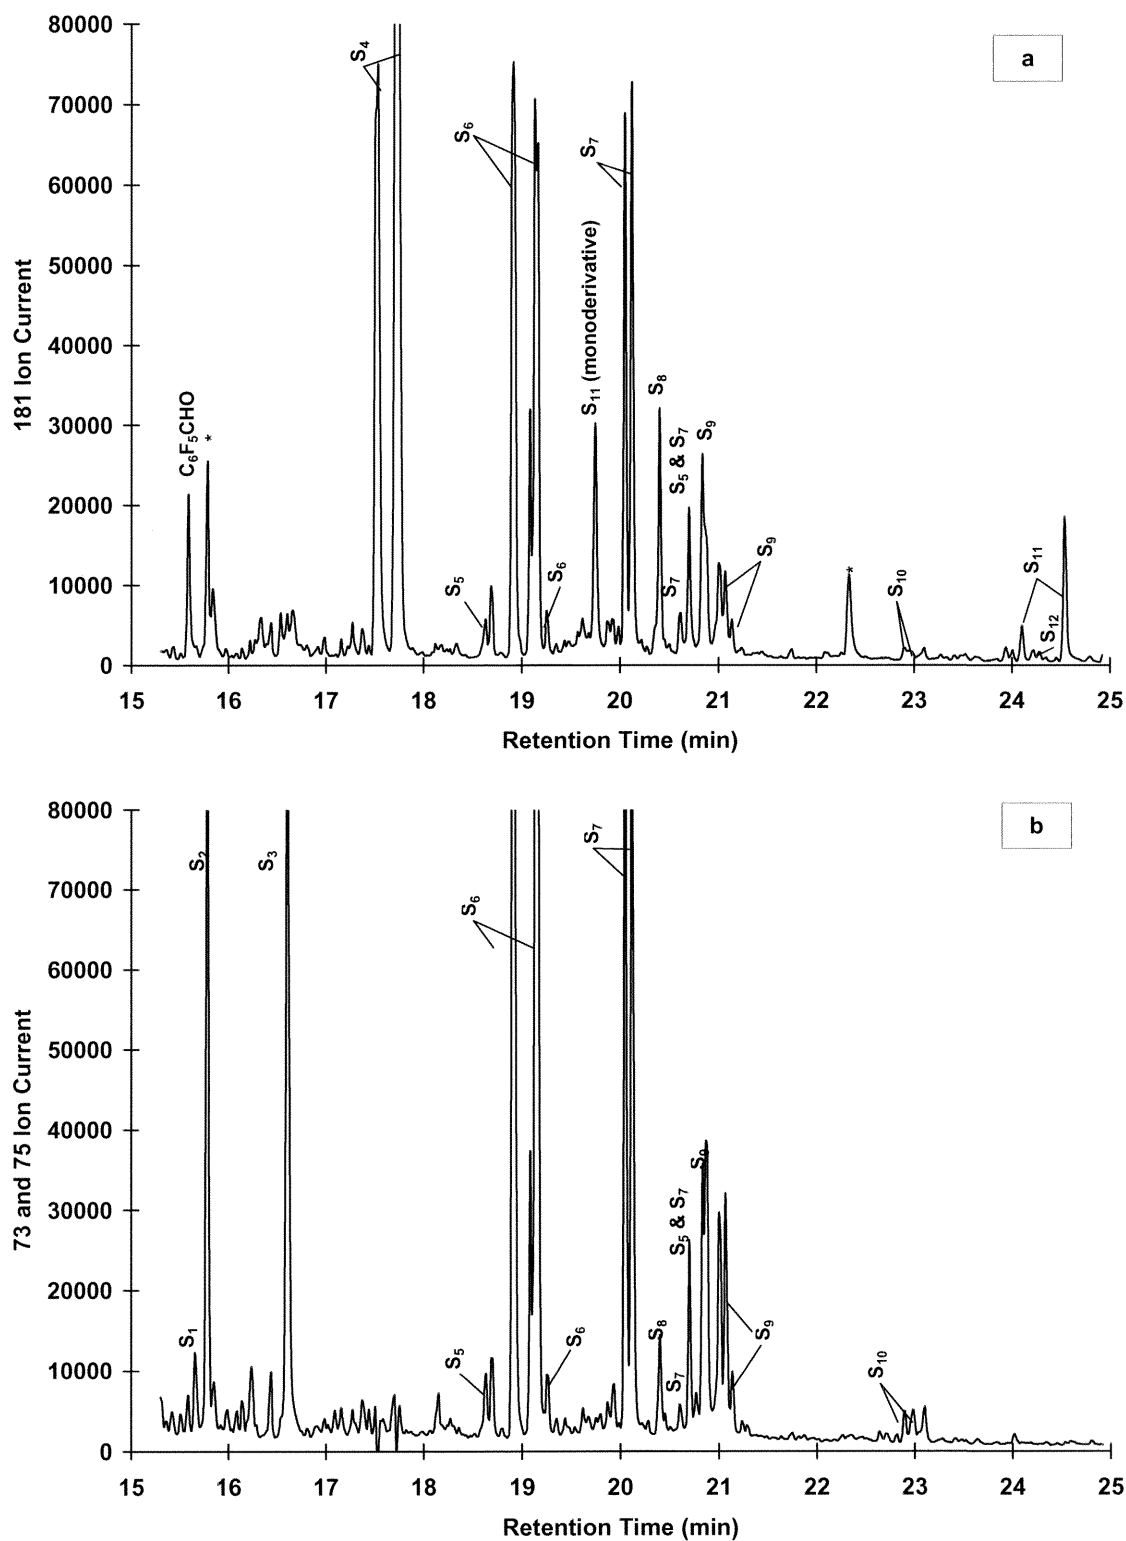 80000
70000
60000
50000
40000
30000
20000
10000
0
181 Ion Current
a
C₆F₅CHO
*
S₄
S₅
S₆
S₆
S₁₁ (monoderivative)
S₇
S₈
S₇
S₅ & S₇
S₉
S₉
*
S₁₀
S₁₁
S₁₂
15 16 17 18 19 20 21 22 23 24 25
Retention Time (min)
80000
70000
60000
50000
40000
30000
20000
10000
0
73 and 75 Ion Current
b
S₁
S₂
S₃
S₅
S₆
S₆
S₇
S₈
S₇
S₅ & S₇
S₉
S₉
S₁₀
15 16 17 18 19 20 21 22 23 24 25
Retention Time (min)